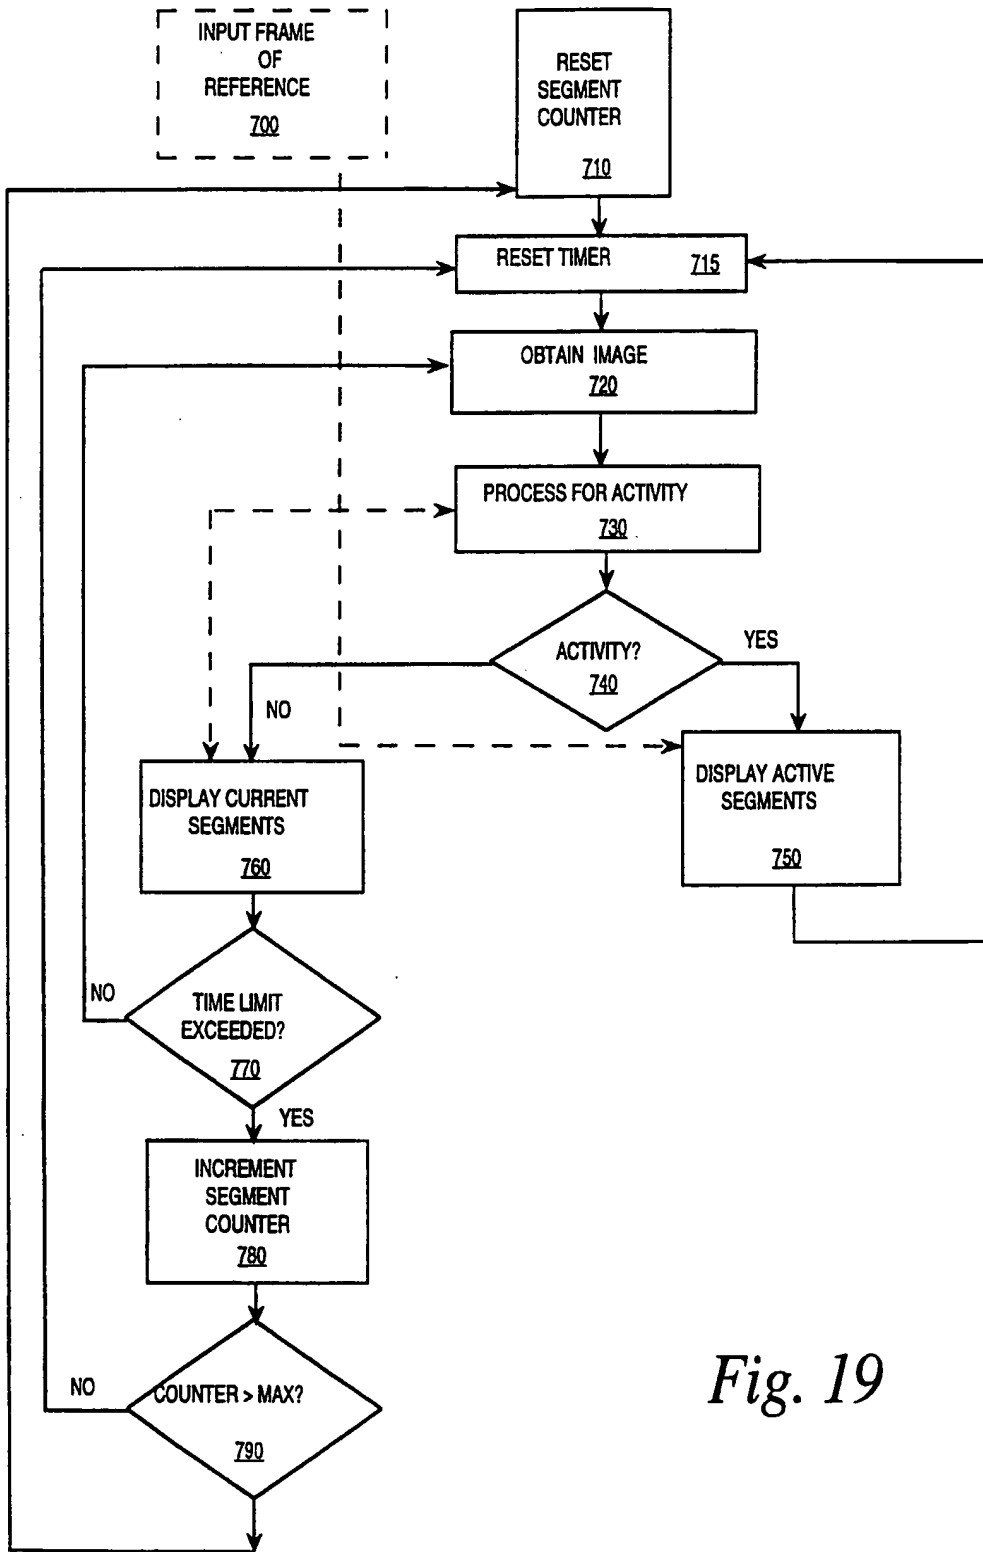 INPUT FRAME
OF
REFERENCE
700
RESET
SEGMENT
COUNTER
710
RESET TIMER 715
OBTAIN IMAGE
720
PROCESS FOR ACTIVITY
730
ACTIVITY?
740
YES
NO
DISPLAY CURRENT
SEGMENTS
760
DISPLAY ACTIVE
SEGMENTS
750
TIME LIMIT
EXCEEDED?
770
NO
YES
INCREMENT
SEGMENT
COUNTER
780
COUNTER > MAX?
790
NO
Fig. 19